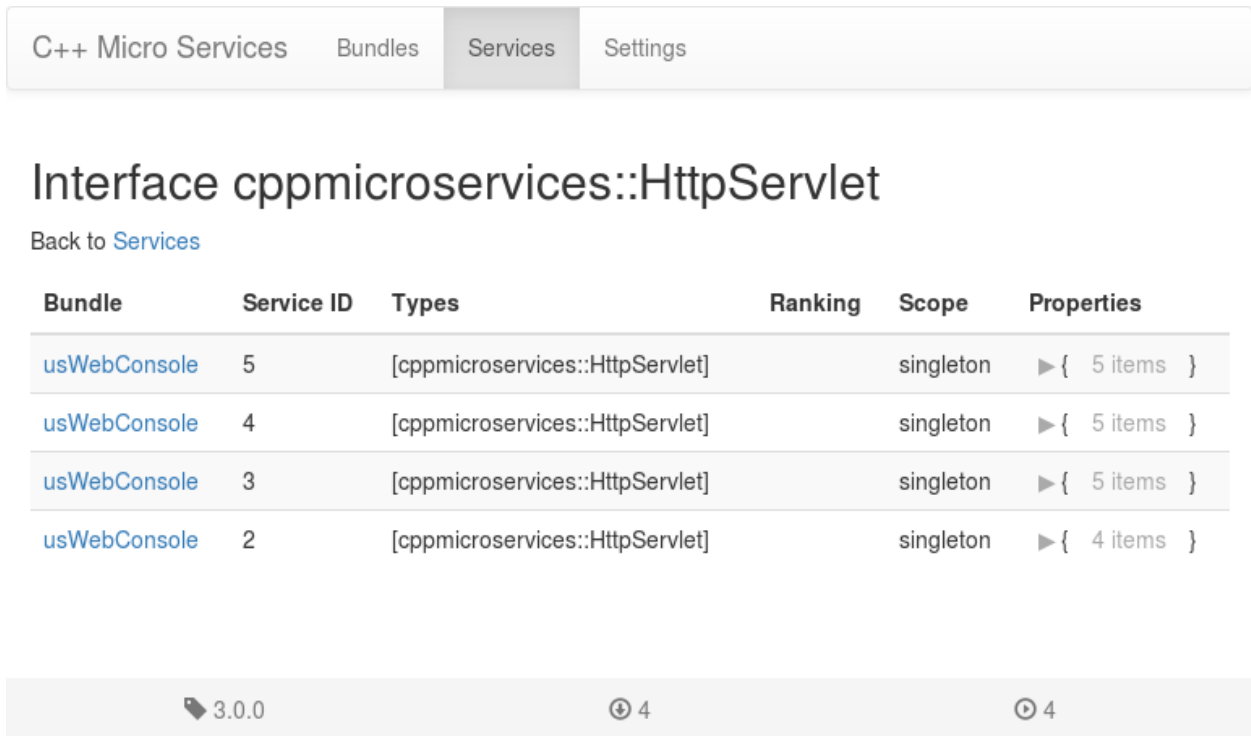 C++ Micro Services Bundles Services Settings
Interface cppmicroservices::HttpServlet
Back to Services
Bundle Service ID Types Ranking Scope Properties
usWebConsole 5 [cppmicroservices::HttpServlet] singleton ▶ { 5 items }
usWebConsole 4 [cppmicroservices::HttpServlet] singleton ▶ { 5 items }
usWebConsole 3 [cppmicroservices::HttpServlet] singleton ▶ { 5 items }
usWebConsole 2 [cppmicroservices::HttpServlet] singleton ▶ { 4 items }
3.0.0 4 4